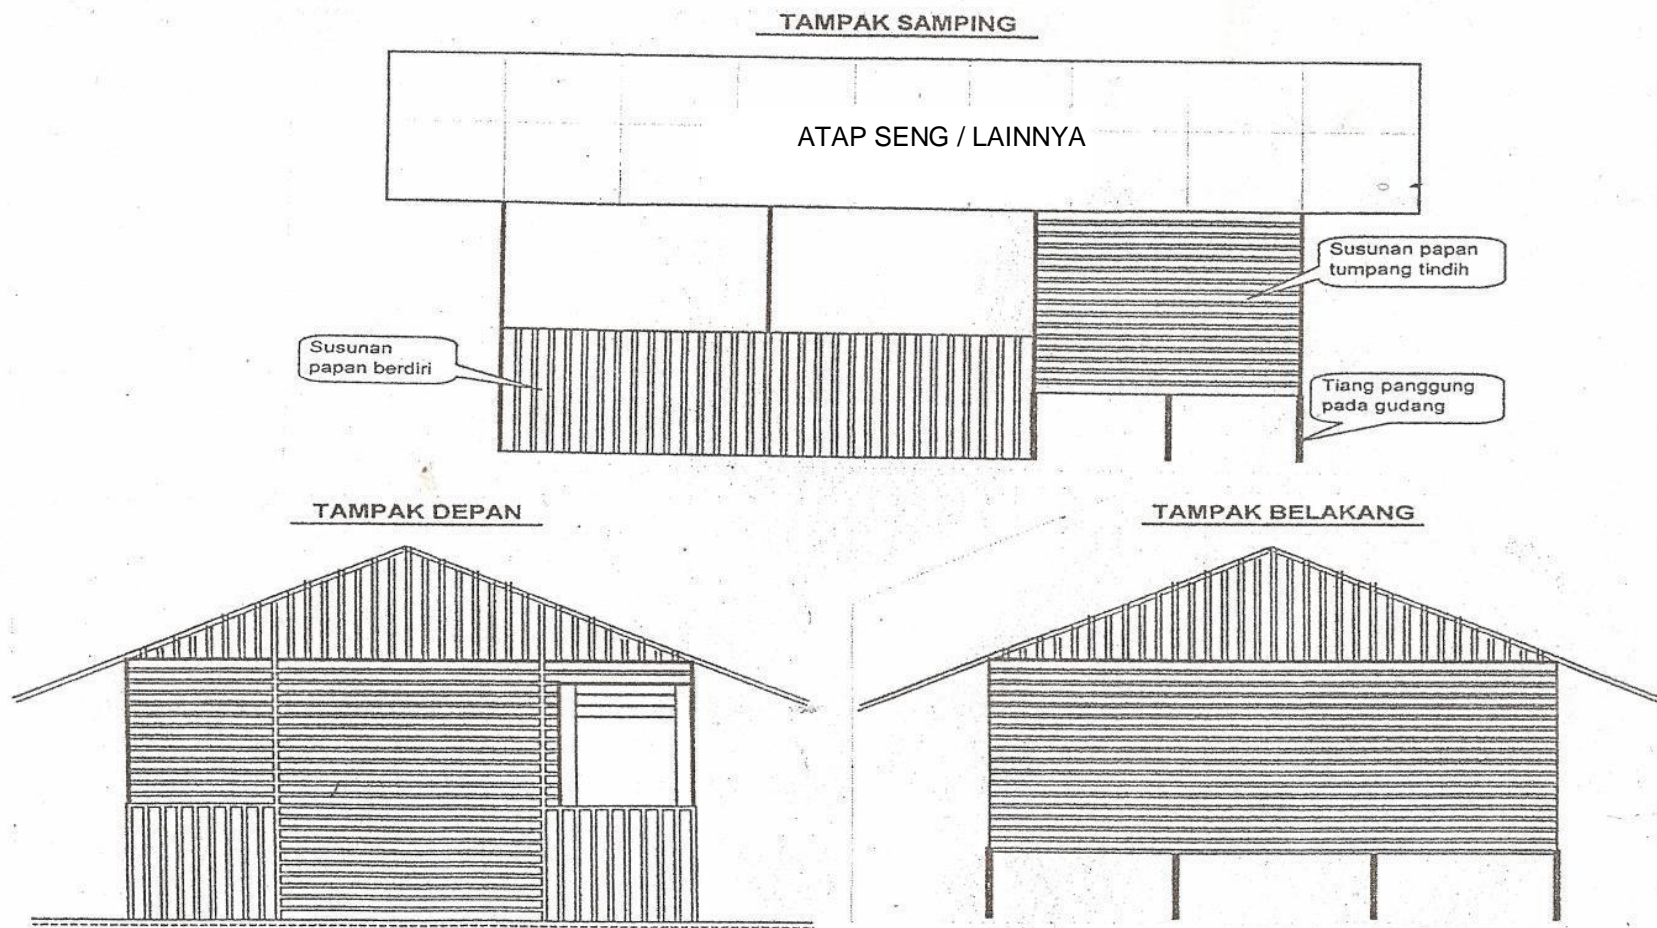 TAMPAK SAMPING
ATAP SENG / LAINNYA
Susunan papan
tumpang tindih
Susunan
papan berdiri
Tiang panggung
pada gudang
TAMPAK DEPAN
TAMPAK BELAKANG